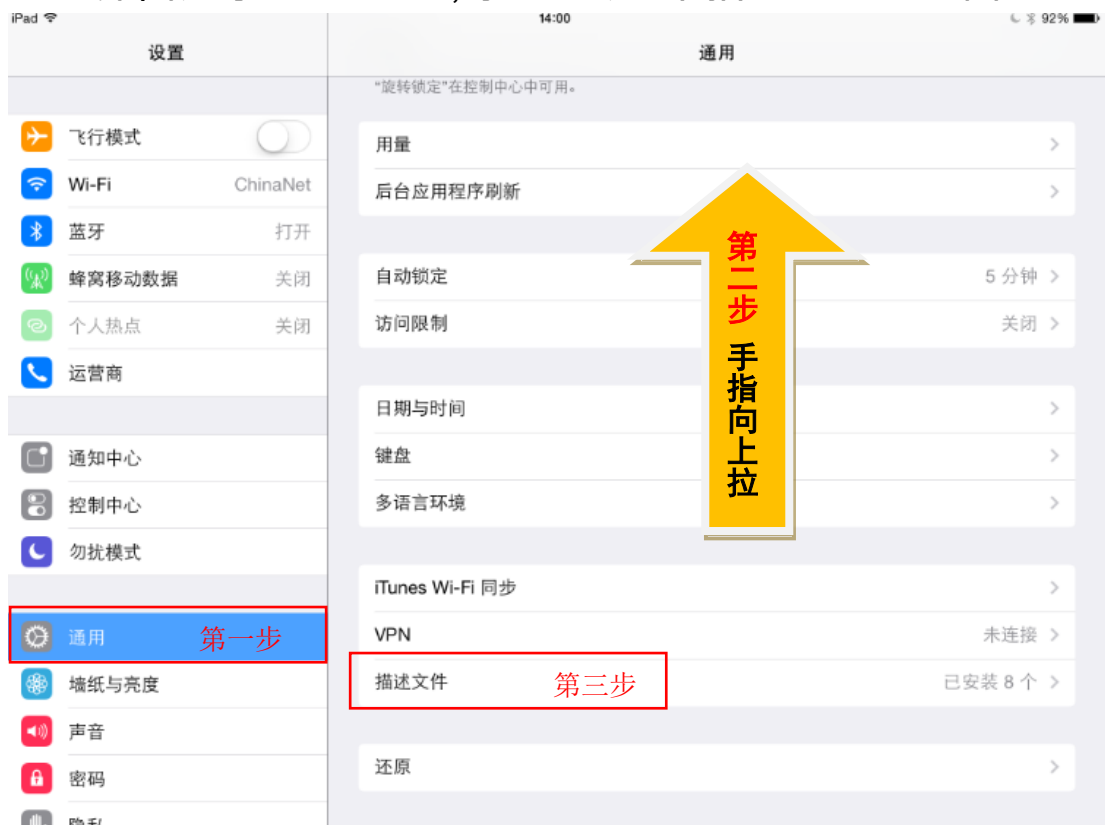 iPad
14:00
92%
设置
通用
"旋转锁定"在控制中心中可用。
飞行模式
Wi-Fi
ChinaNet
蓝牙
打开
蜂窝移动数据
关闭
个人热点
关闭
运营商
通知中心
控制中心
勿扰模式
通用
第一步
墙纸与亮度
声音
密码
用量
后台应用程序刷新
自动锁定
5 分钟
访问限制
关闭
日期与时间
键盘
多语言环境
iTunes Wi-Fi 同步
VPN
未连接
描述文件
第三步
已安装 8 个
还原
第二步 手指向上拉